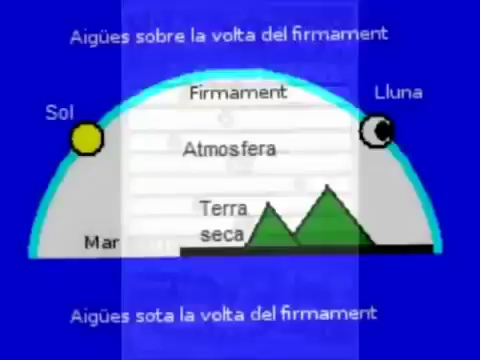 Aigües sobre la volta del firmament
Firmament
Lluna
Sol
Atmosfera
Terra
seca
Mar
Aigües sota la volta del firmament